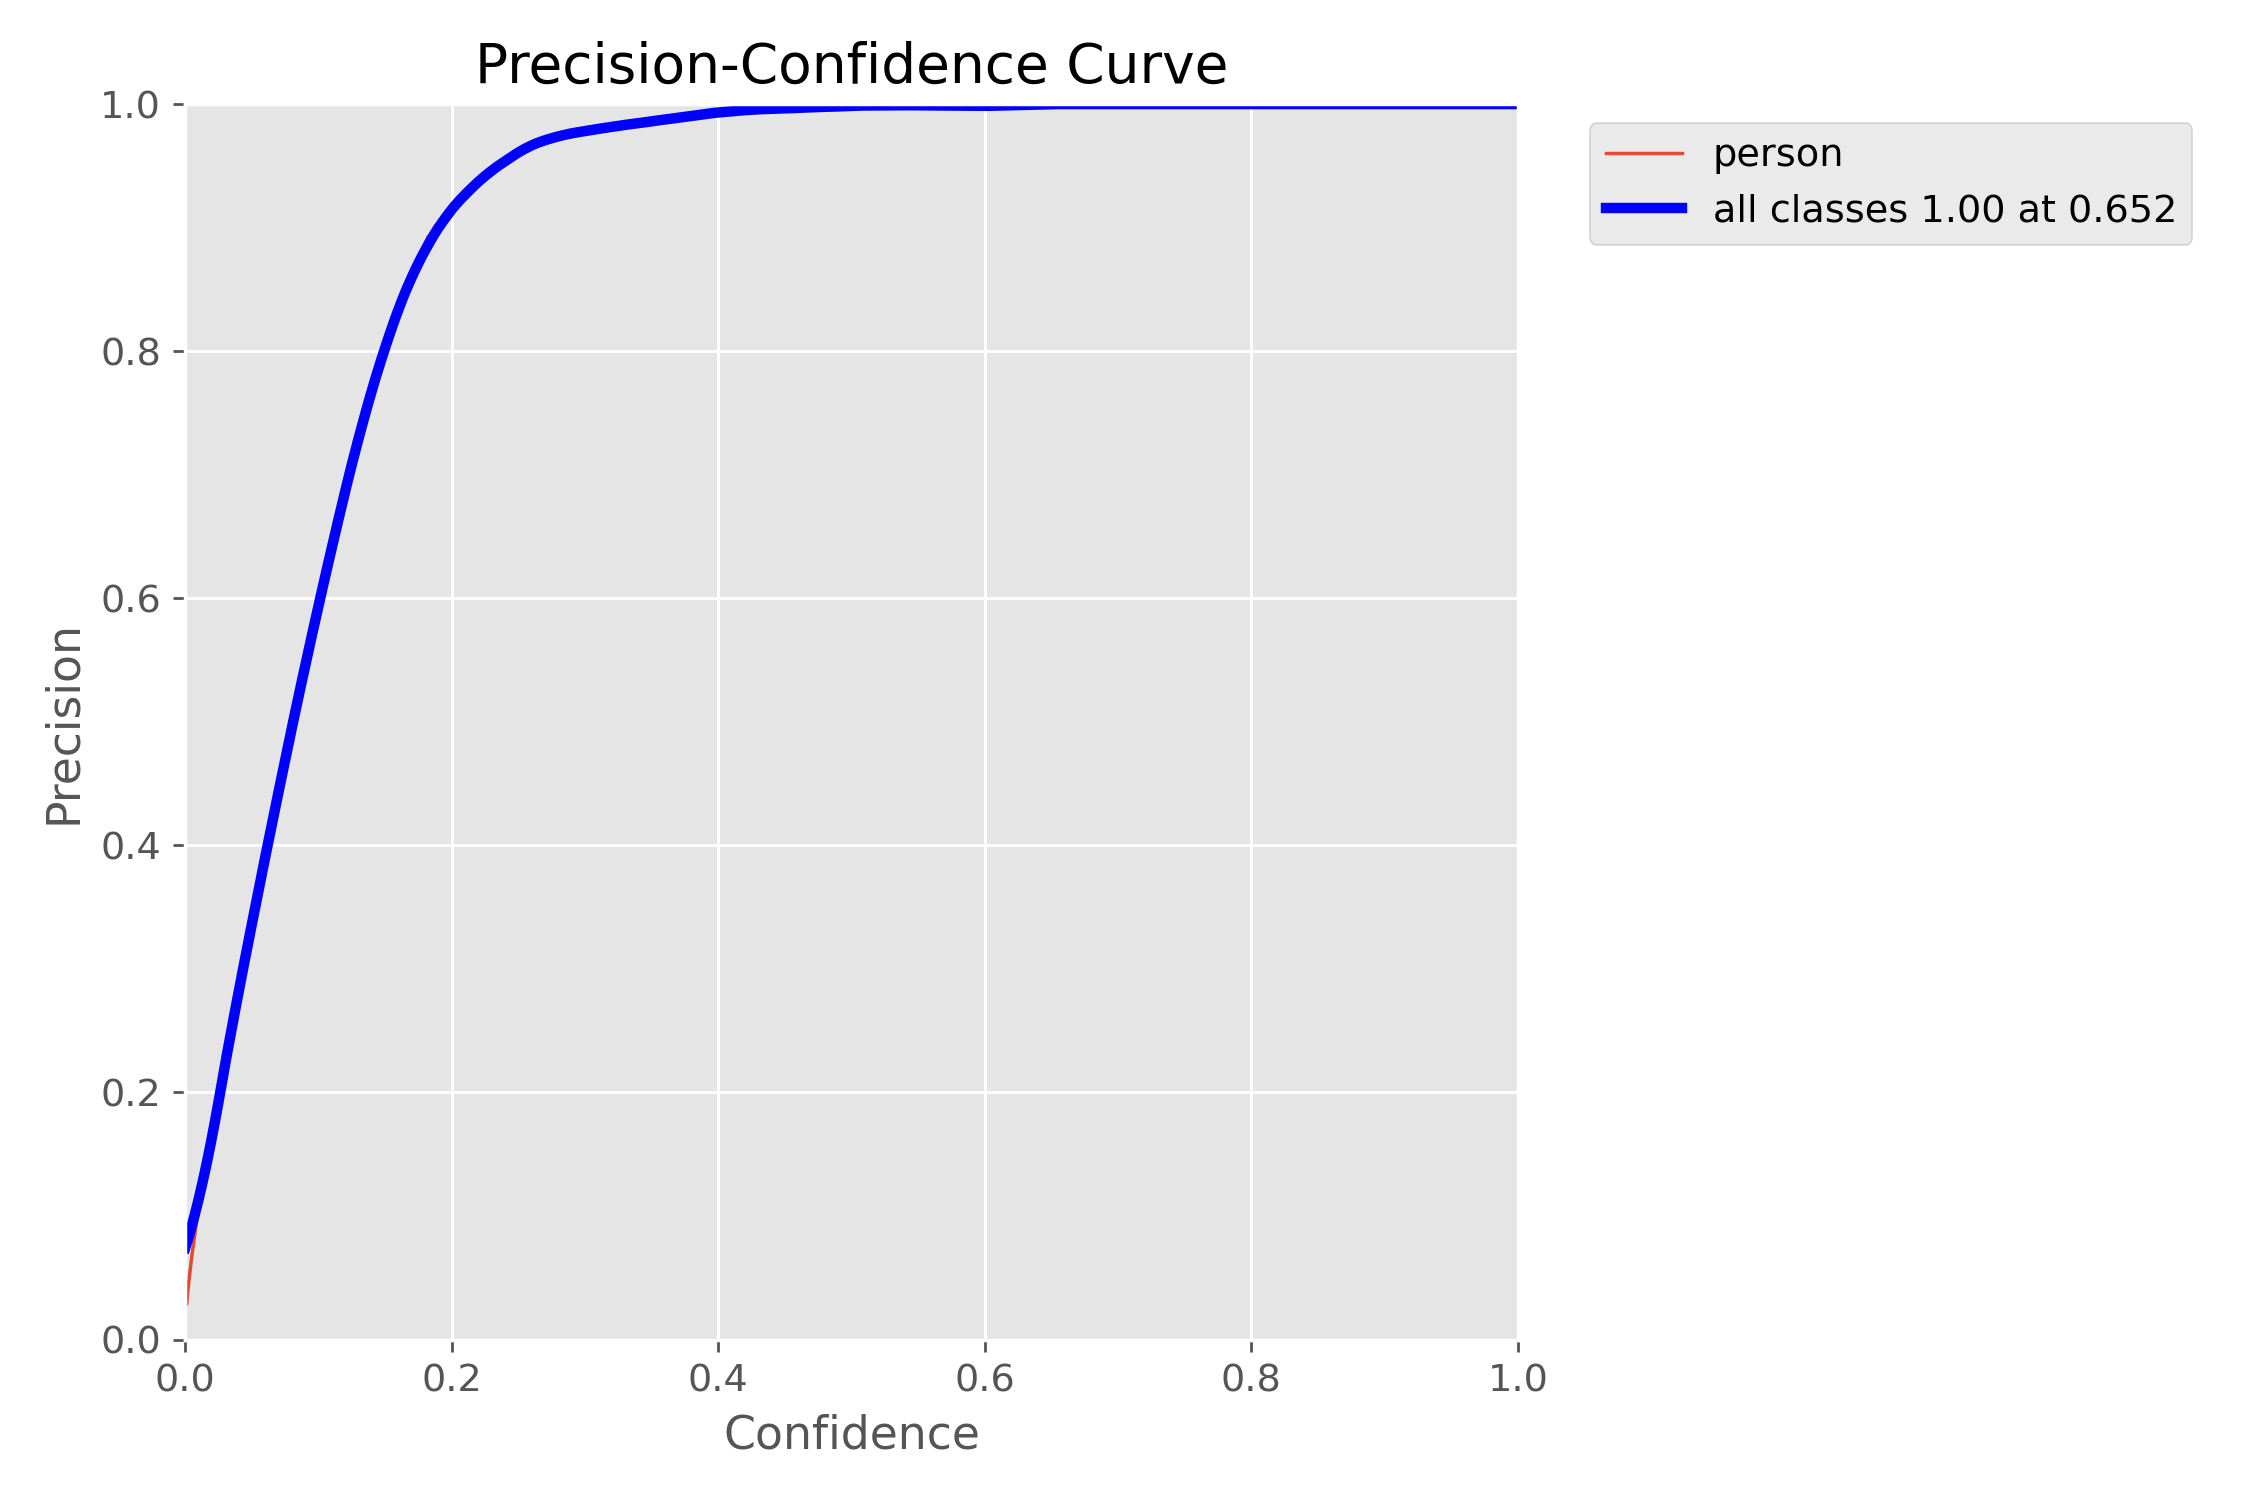 Precision-Confidence Curve
1.0
0.8
0.6
0.4
0.2
0.0
Precision
0.0 0.2 0.4 0.6 0.8 1.0
Confidence
person
all classes 1.00 at 0.652